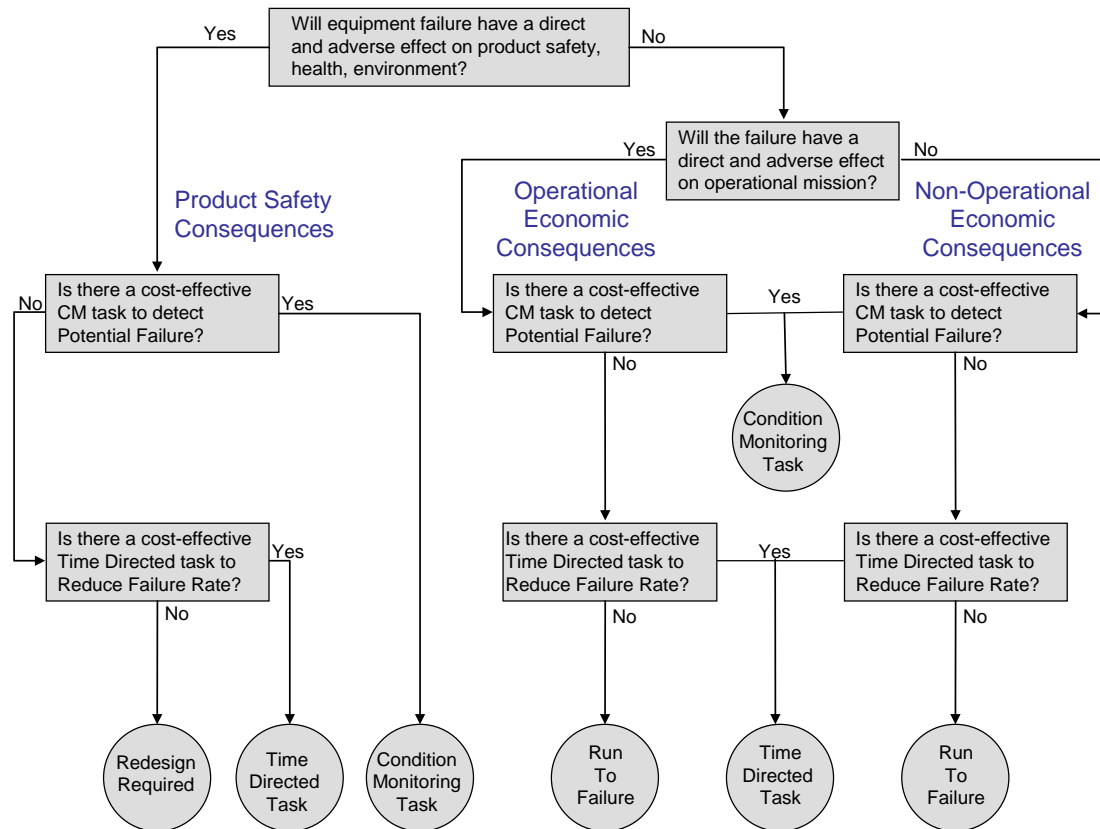 Will equipment failure have a direct
and adverse effect on product safety,
health, environment?
Yes
No
Will the failure have a
direct and adverse effect
on operational mission?
Yes
No
Product Safety
Consequences
Operational
Economic
Consequences
Non-Operational
Economic
Consequences
Is there a cost-effective
CM task to detect
Potential Failure?
No
Yes
Is there a cost-effective
CM task to detect
Potential Failure?
Yes
Is there a cost-effective
CM task to detect
Potential Failure?
No
No
Condition
Monitoring
Task
Is there a cost-effective
Time Directed task to
Reduce Failure Rate?
Yes
No
Is there a cost-effective
Time Directed task to
Reduce Failure Rate?
Yes
Is there a cost-effective
Time Directed task to
Reduce Failure Rate?
No
No
Redesign
Required
Time
Directed
Task
Condition
Monitoring
Task
Run
To
Failure
Time
Directed
Task
Run
To
Failure